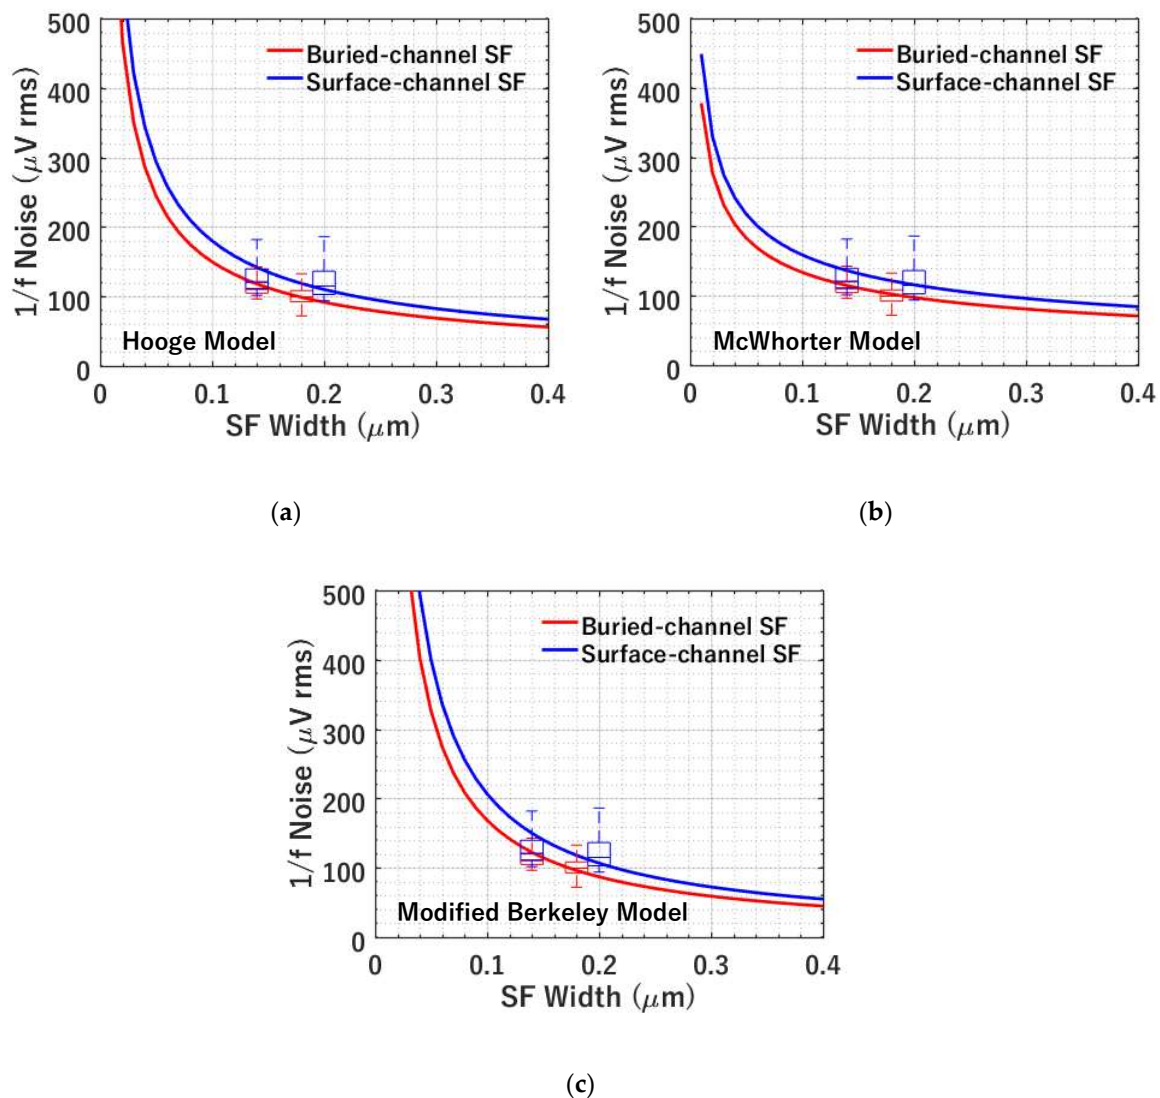 500
400
300
200
100
0
1/f Noise (μV rms)
Buried-channel SF
Surface-channel SF
Hooge Model
0 0.1 0.2 0.3 0.4
SF Width (μm)
(a)
500
400
300
200
100
0
1/f Noise (μV rms)
Buried-channel SF
Surface-channel SF
McWhorter Model
0 0.1 0.2 0.3 0.4
SF Width (μm)
(b)
500
400
300
200
100
0
1/f Noise (μV rms)
Buried-channel SF
Surface-channel SF
Modified Berkeley Model
0 0.1 0.2 0.3 0.4
SF Width (μm)
(c)